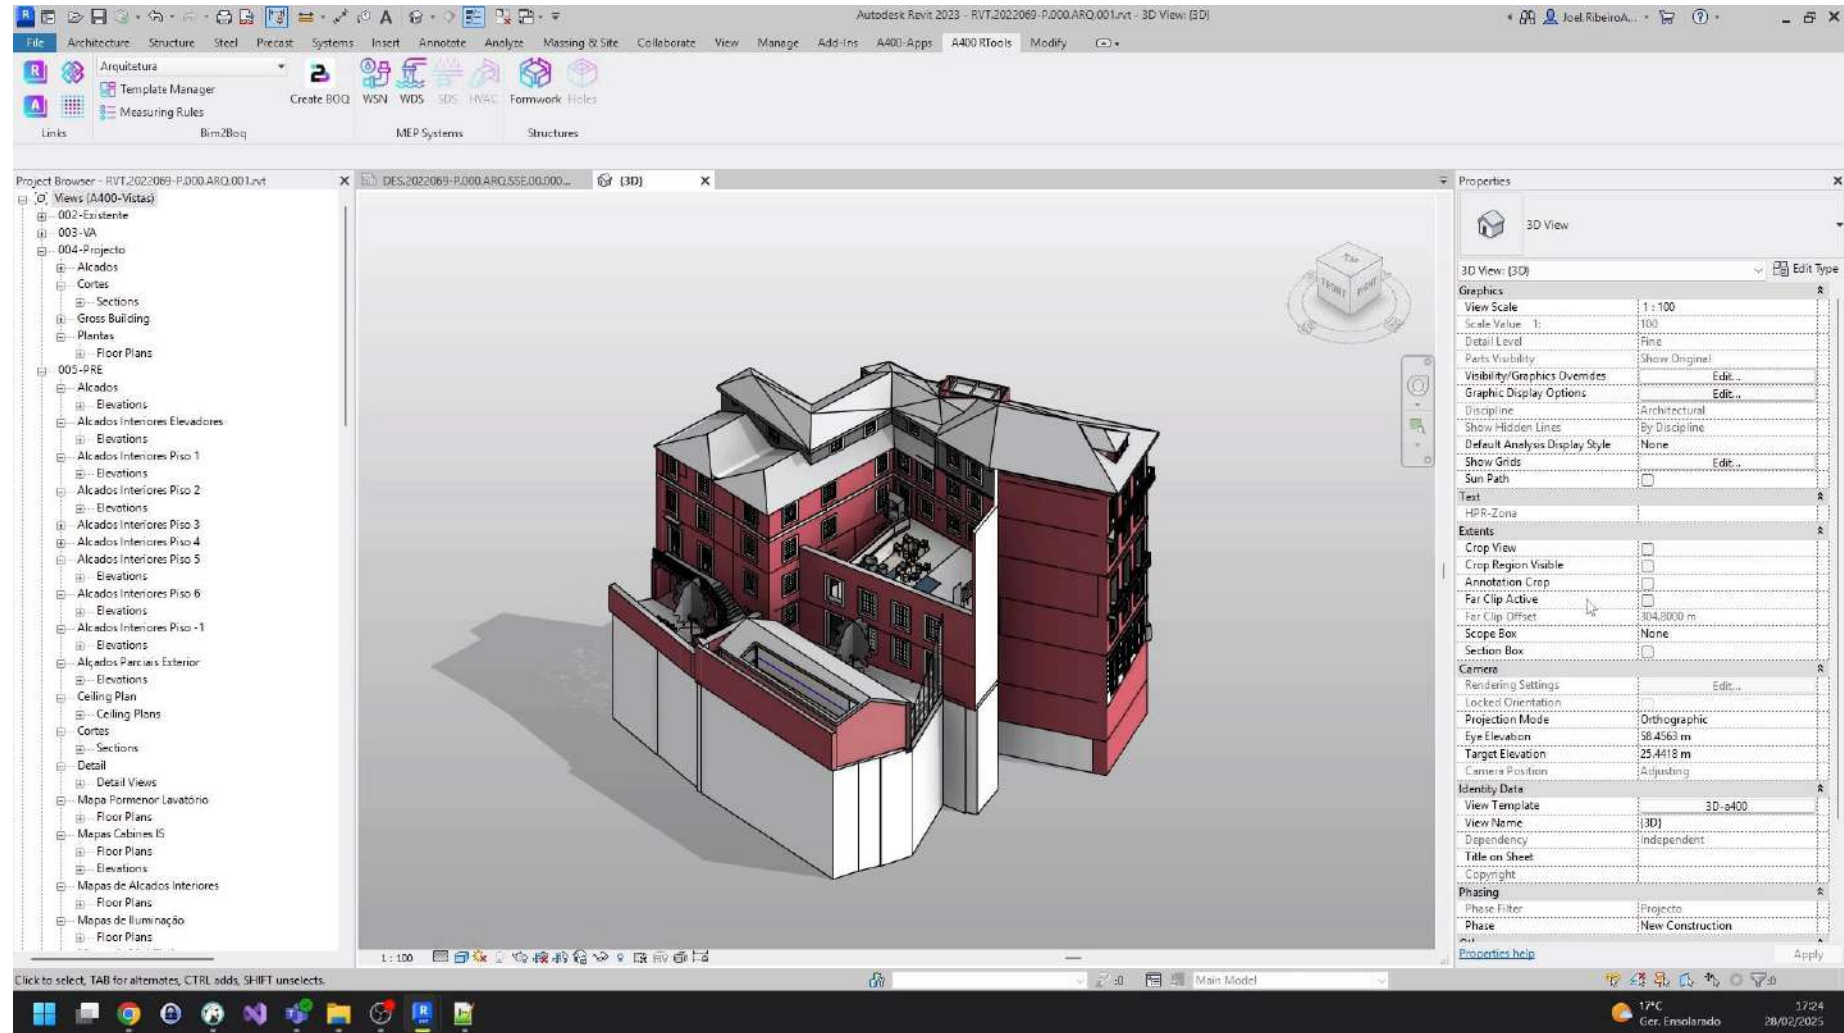 Autodesk Revit 2023 - RVT.2022069-P.000.ARQ.001.rvt - 3D View: {3D}
Joel.RibeiroA...
File Architecture Structure Steel Precast Systems Insert Annotate Analyze Massing & Site Collaborate View Manage Add-Ins A400-Apps A400 RTools Modify
Arquitetura
Template Manager
Measuring Rules
Create BOQ WSN WDS SDS HVAC Formwork Holes
Links Bim2Boq MEP Systems Structures
Project Browser - RVT.2022069-P.000.ARQ.001.rvt
DES.2022069-P.000.ARQ.SSE.00.000...
{3D}
Views (A400-Vistas)
002-Existente
003-VA
004-Projecto
Alcados
Cortes
Sections
Gross Building
Plantas
Floor Plans
005-PRE
Alcados
Elevations
Alcados Interiores Elevadores
Elevations
Alcados Interiores Piso 1
Elevations
Alcados Interiores Piso 2
Elevations
Alcados Interiores Piso 3
Alcados Interiores Piso 4
Alcados Interiores Piso 5
Elevations
Alcados Interiores Piso 6
Elevations
Alcados Interiores Piso -1
Elevations
Alçados Parciais Exterior
Elevations
Ceiling Plan
Ceiling Plans
Cortes
Sections
Detail
Detail Views
Mapa Pormenor Lavatório
Floor Plans
Mapas Cabines IS
Floor Plans
Elevations
Mapas de Alcados Interiores
Floor Plans
Mapas de Iluminação
Floor Plans
TOP
FRONT RIGHT
Properties
3D View
3D View: {3D} Edit Type
Graphics
View Scale 1 : 100
Scale Value 1: 100
Detail Level Fine
Parts Visibility Show Original
Visibility/Graphics Overrides Edit...
Graphic Display Options Edit...
Discipline Architectural
Show Hidden Lines By Discipline
Default Analysis Display Style None
Show Grids Edit...
Sun Path
Text
HPR-Zona
Extents
Crop View
Crop Region Visible
Annotation Crop
Far Clip Active
Far Clip Offset 304.8000 m
Scope Box None
Section Box
Camera
Rendering Settings Edit...
Locked Orientation
Projection Mode Orthographic
Eye Elevation 58.4563 m
Target Elevation 25.4418 m
Camera Position Adjusting
Identity Data
View Template 3D-a400
View Name {3D}
Dependency Independent
Title on Sheet
Copyright
Phasing
Phase Filter Projecto
Phase New Construction
Properties help Apply
1 : 100
Click to select, TAB for alternates, CTRL adds, SHIFT unselects.
:0
Main Model
:0
17°C
Ger. Ensolarado
17:24
28/02/2025